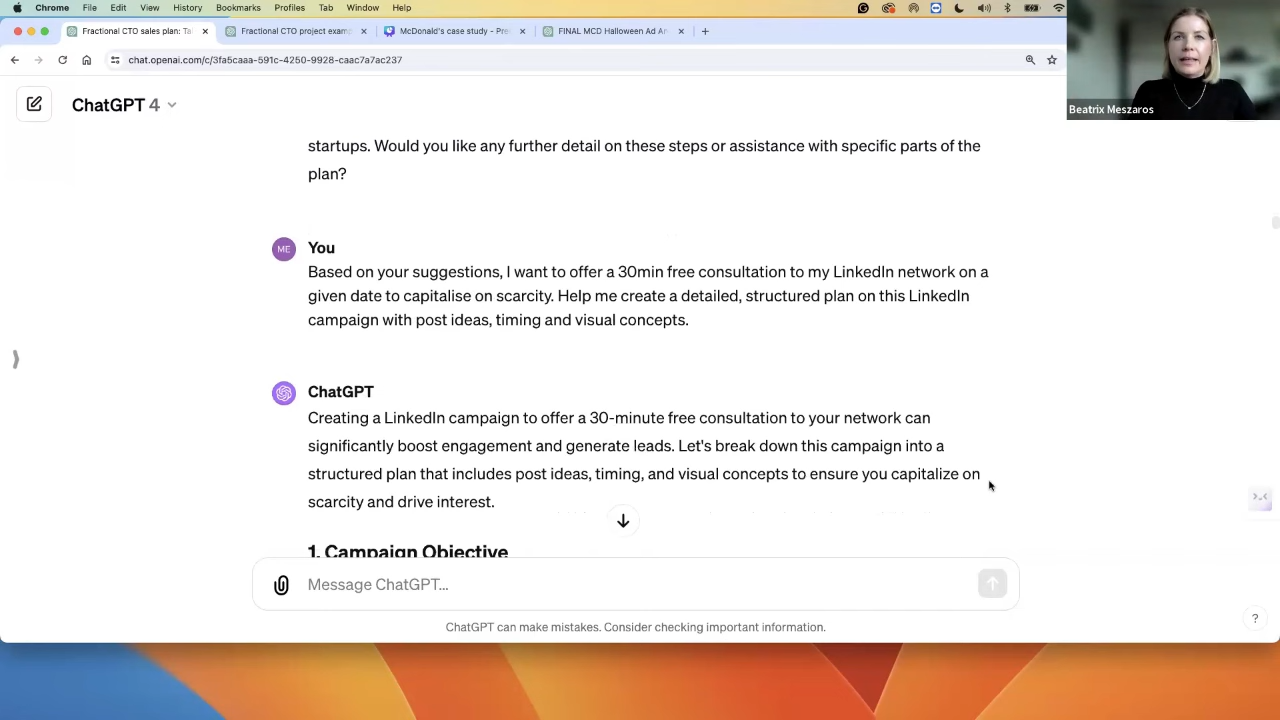 Chrome File Edit View History Bookmarks Profiles Tab Window Help
Fractional CTO sales plan: Ta
Fractional CTO project examp
McDonald's case study - Pre
FINAL MCD Halloween Ad An
chat.openai.com/c/3fa5caaa-591c-4250-9928-caac7a7ac237
Beatrix Meszaros
ChatGPT 4
startups. Would you like any further detail on these steps or assistance with specific parts of the
plan?
ME
You
Based on your suggestions, I want to offer a 30min free consultation to my LinkedIn network on a
given date to capitalise on scarcity. Help me create a detailed, structured plan on this LinkedIn
campaign with post ideas, timing and visual concepts.
ChatGPT
Creating a LinkedIn campaign to offer a 30-minute free consultation to your network can
significantly boost engagement and generate leads. Let's break down this campaign into a
structured plan that includes post ideas, timing, and visual concepts to ensure you capitalize on
scarcity and drive interest.
1. Campaign Objective
Message ChatGPT...
ChatGPT can make mistakes. Consider checking important information.
?